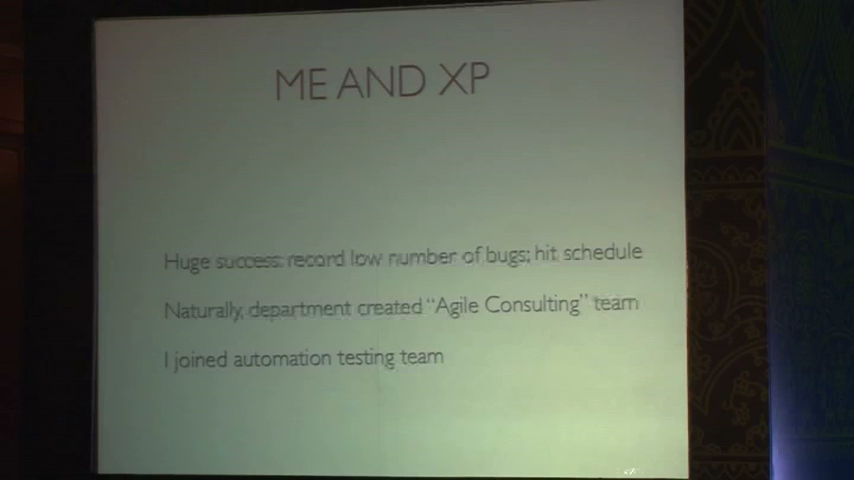 ME AND XP
Huge success: record low number of bugs; hit schedule
Naturally, department created “Agile Consulting” team
I joined automation testing team